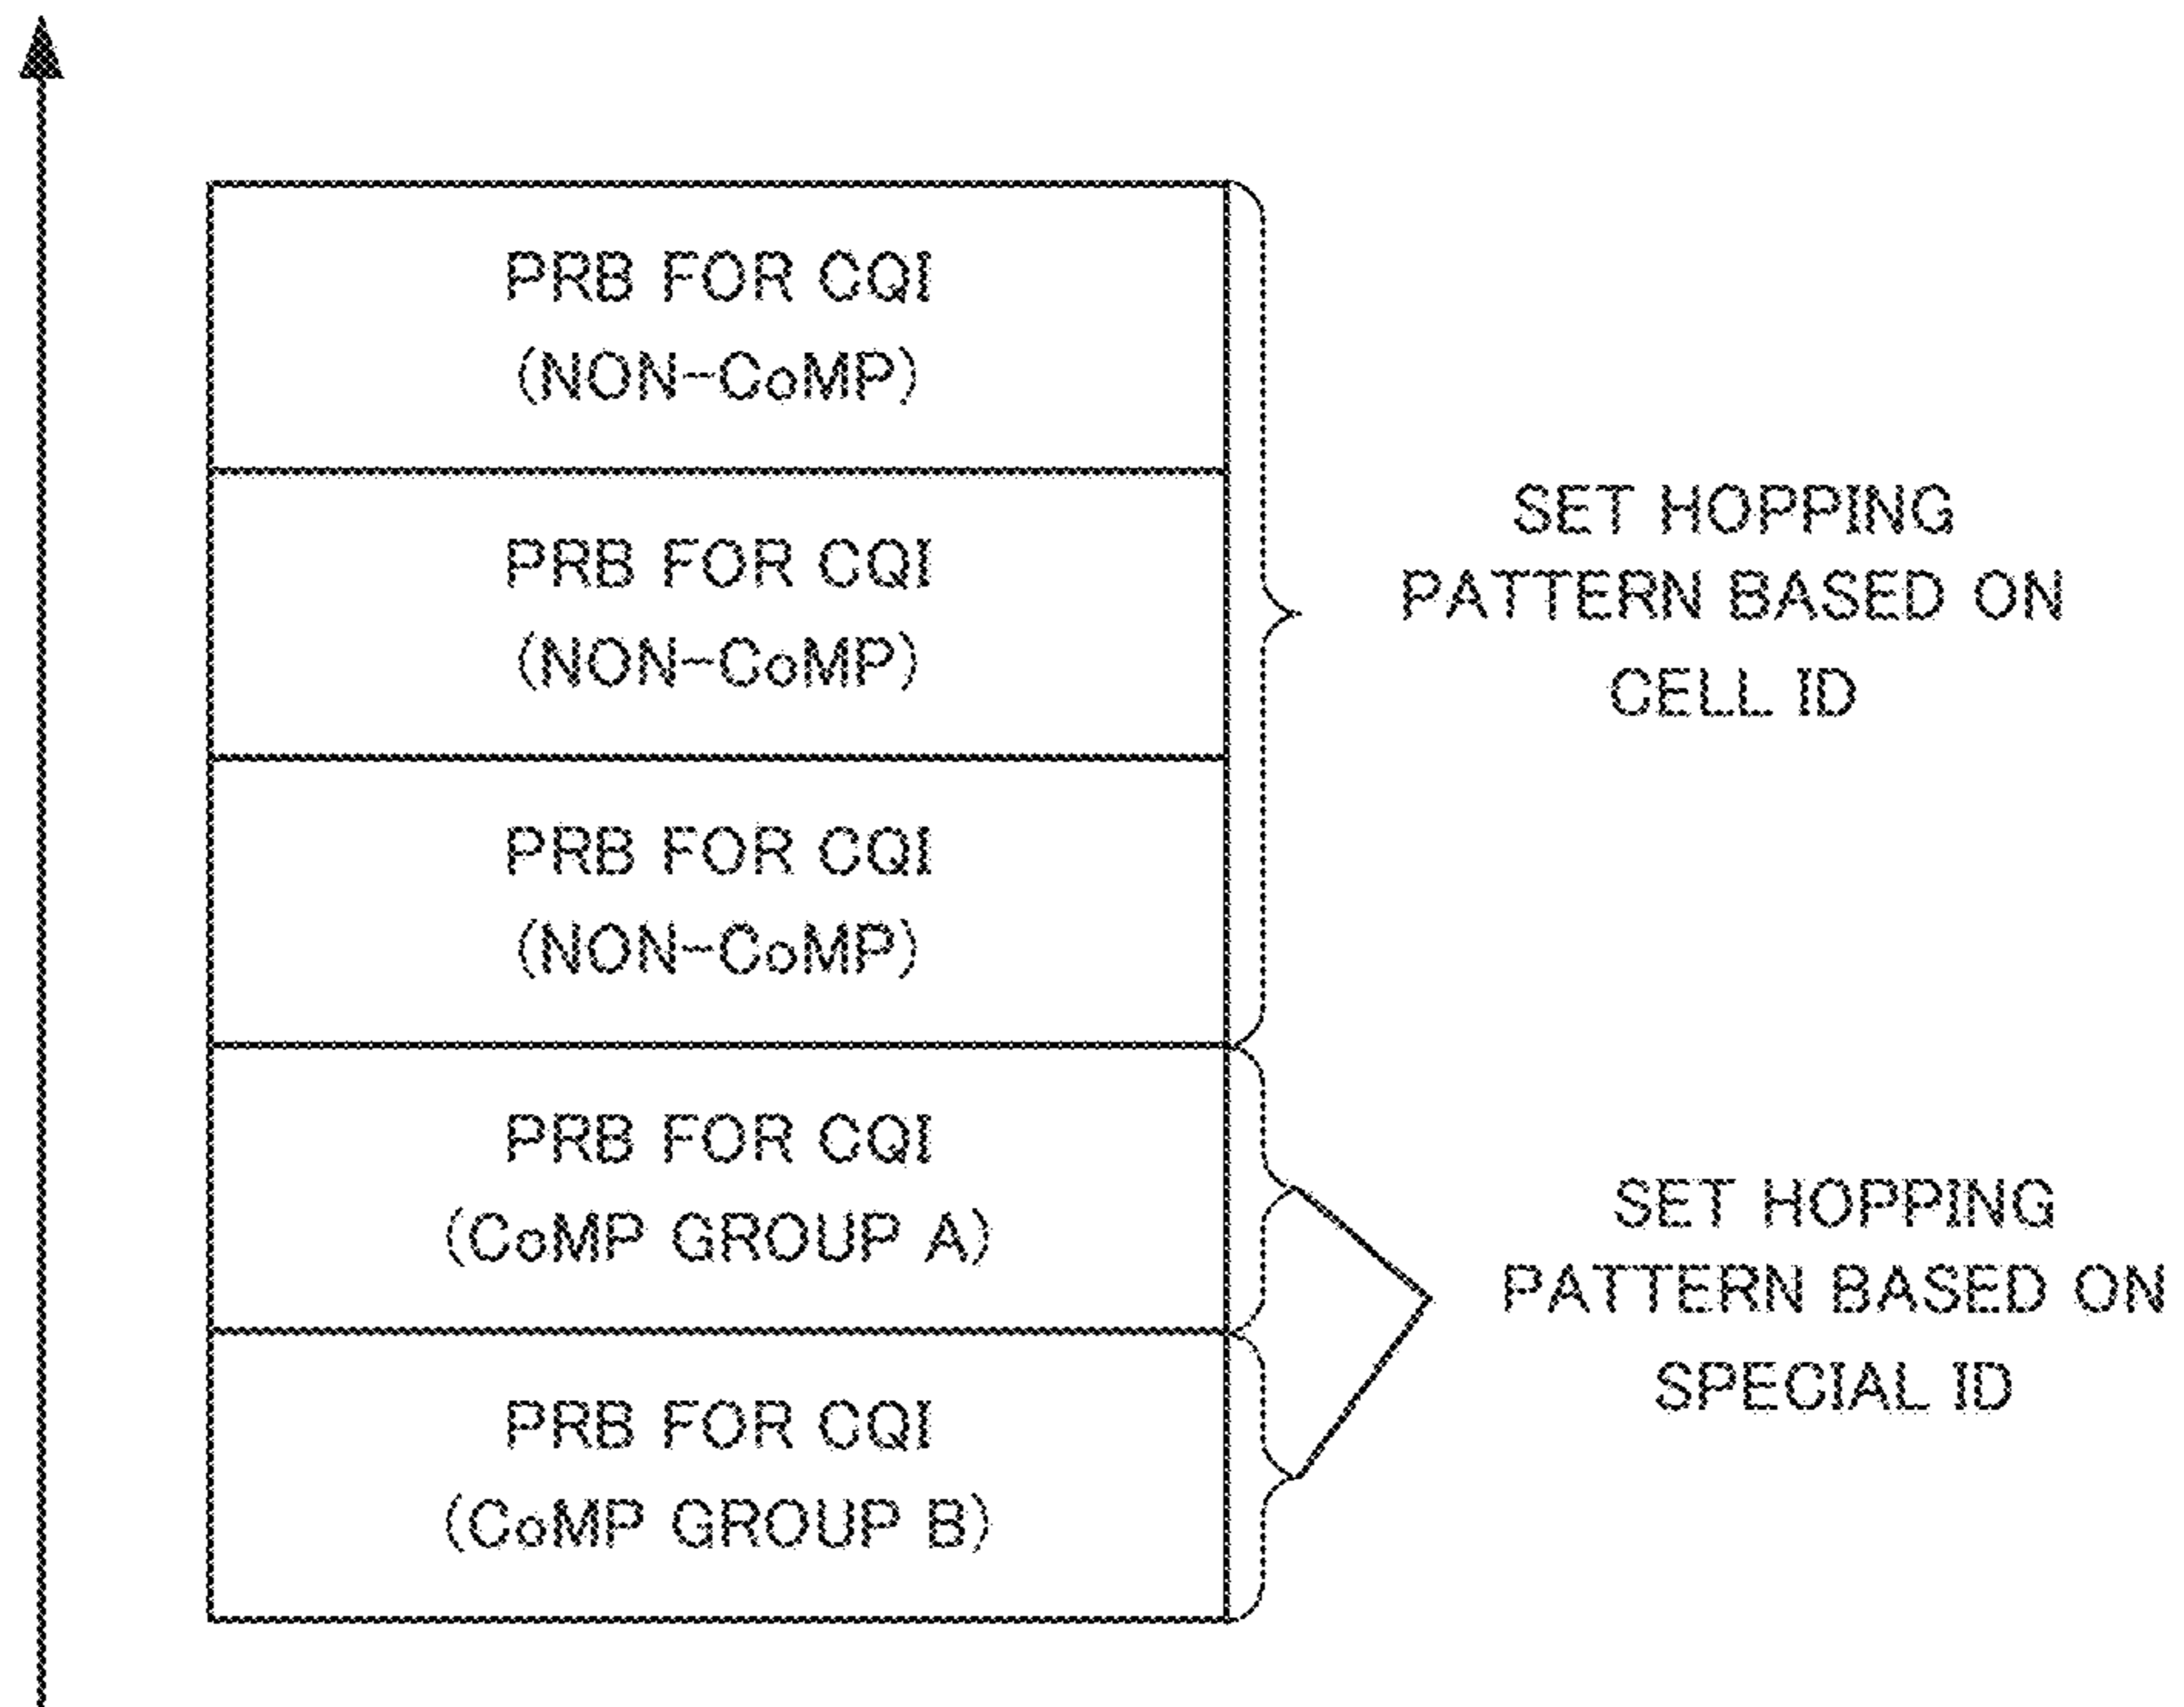 PRB FOR CQI
(NON-CoMP)
PRB FOR CQI
(NON-CoMP)
PRB FOR CQI
(NON-CoMP)
SET HOPPING
PATTERN BASED ON
CELL ID
PRB FOR CQI
(CoMP GROUP A)
PRB FOR CQI
(CoMP GROUP B)
SET HOPPING
PATTERN BASED ON
SPECIAL ID